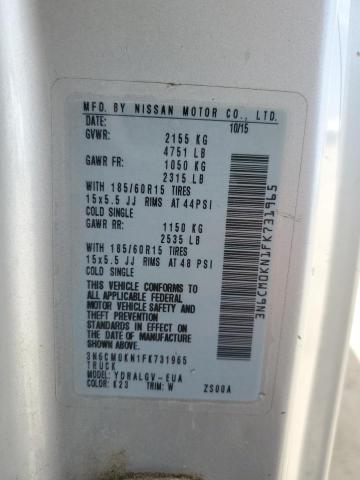 MFD. BY NISSAN MOTOR CO., LTD.
DATE: 10/15
GVWR: 2155 KG
4751 LB
GAWR FR: 1050 KG
2315 LB
WITH 185/60R15 TIRES
15x5.5 JJ RIMS AT 44PSI
COLD SINGLE
GAWR RR: 1150 KG
2535 LB
WITH 185/60R15 TIRES
15x5.5 JJ RIMS AT 48 PSI
COLD SINGLE
THIS VEHICLE CONFORMS TO
ALL APPLICABLE FEDERAL
MOTOR VEHICLE SAFETY
STANDARDS IN EFFECT ON THE
DATE OF MANUFACTURE
SHOWN ABOVE.
3N6CM0KN1FK731965
TRUCK
MODEL: YDRALGV-EUA
COLOR: K23 TRIM: W ZS00A
3N6CM0KN1FK731965